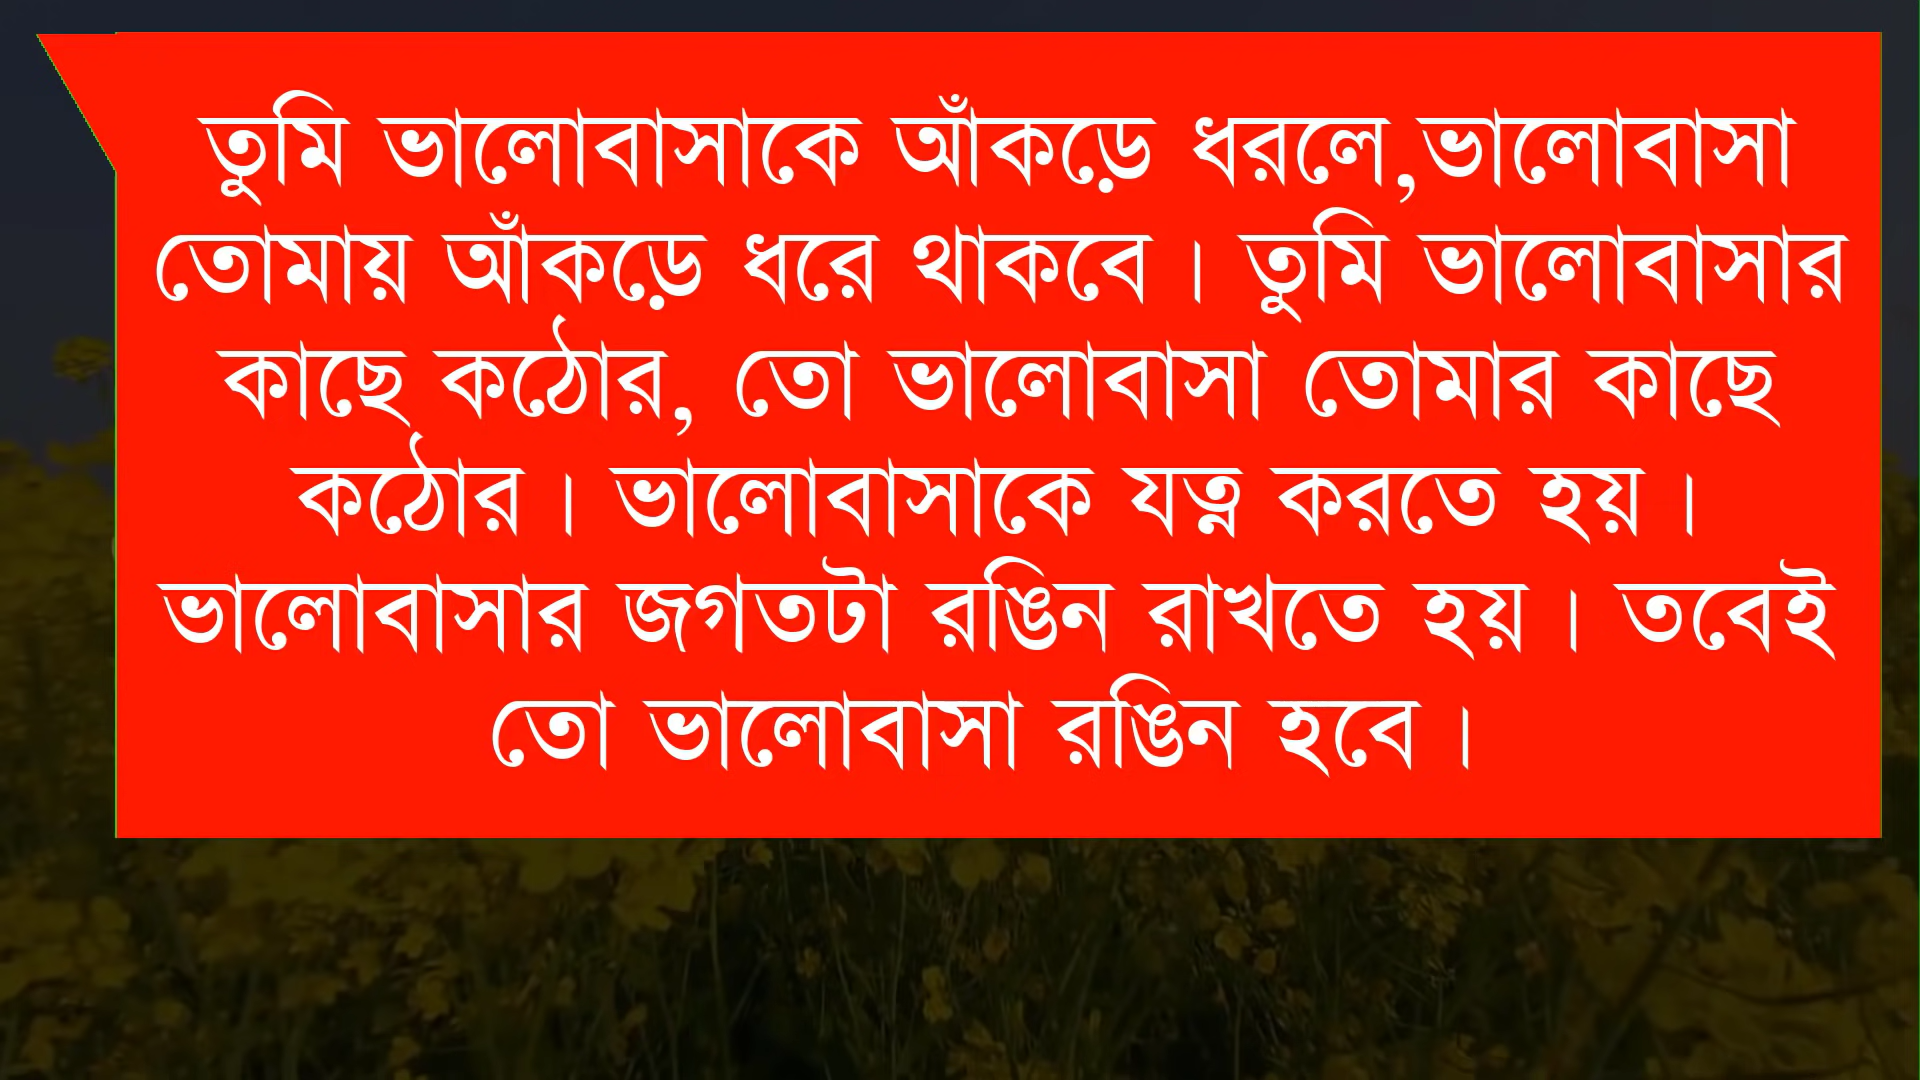 তুমি ভালোবাসাকে আঁকড়ে ধরলে,ভালোবাসা
তোমায় আঁকড়ে ধরে থাকবে। তুমি ভালোবাসার
কাছে কঠোর, তো ভালোবাসা তোমার কাছে
কঠোর। ভালোবাসাকে যত্ন করতে হয়।
ভালোবাসার জগতটা রঙিন রাখতে হয়। তবেই
তো ভালোবাসা রঙিন হবে।